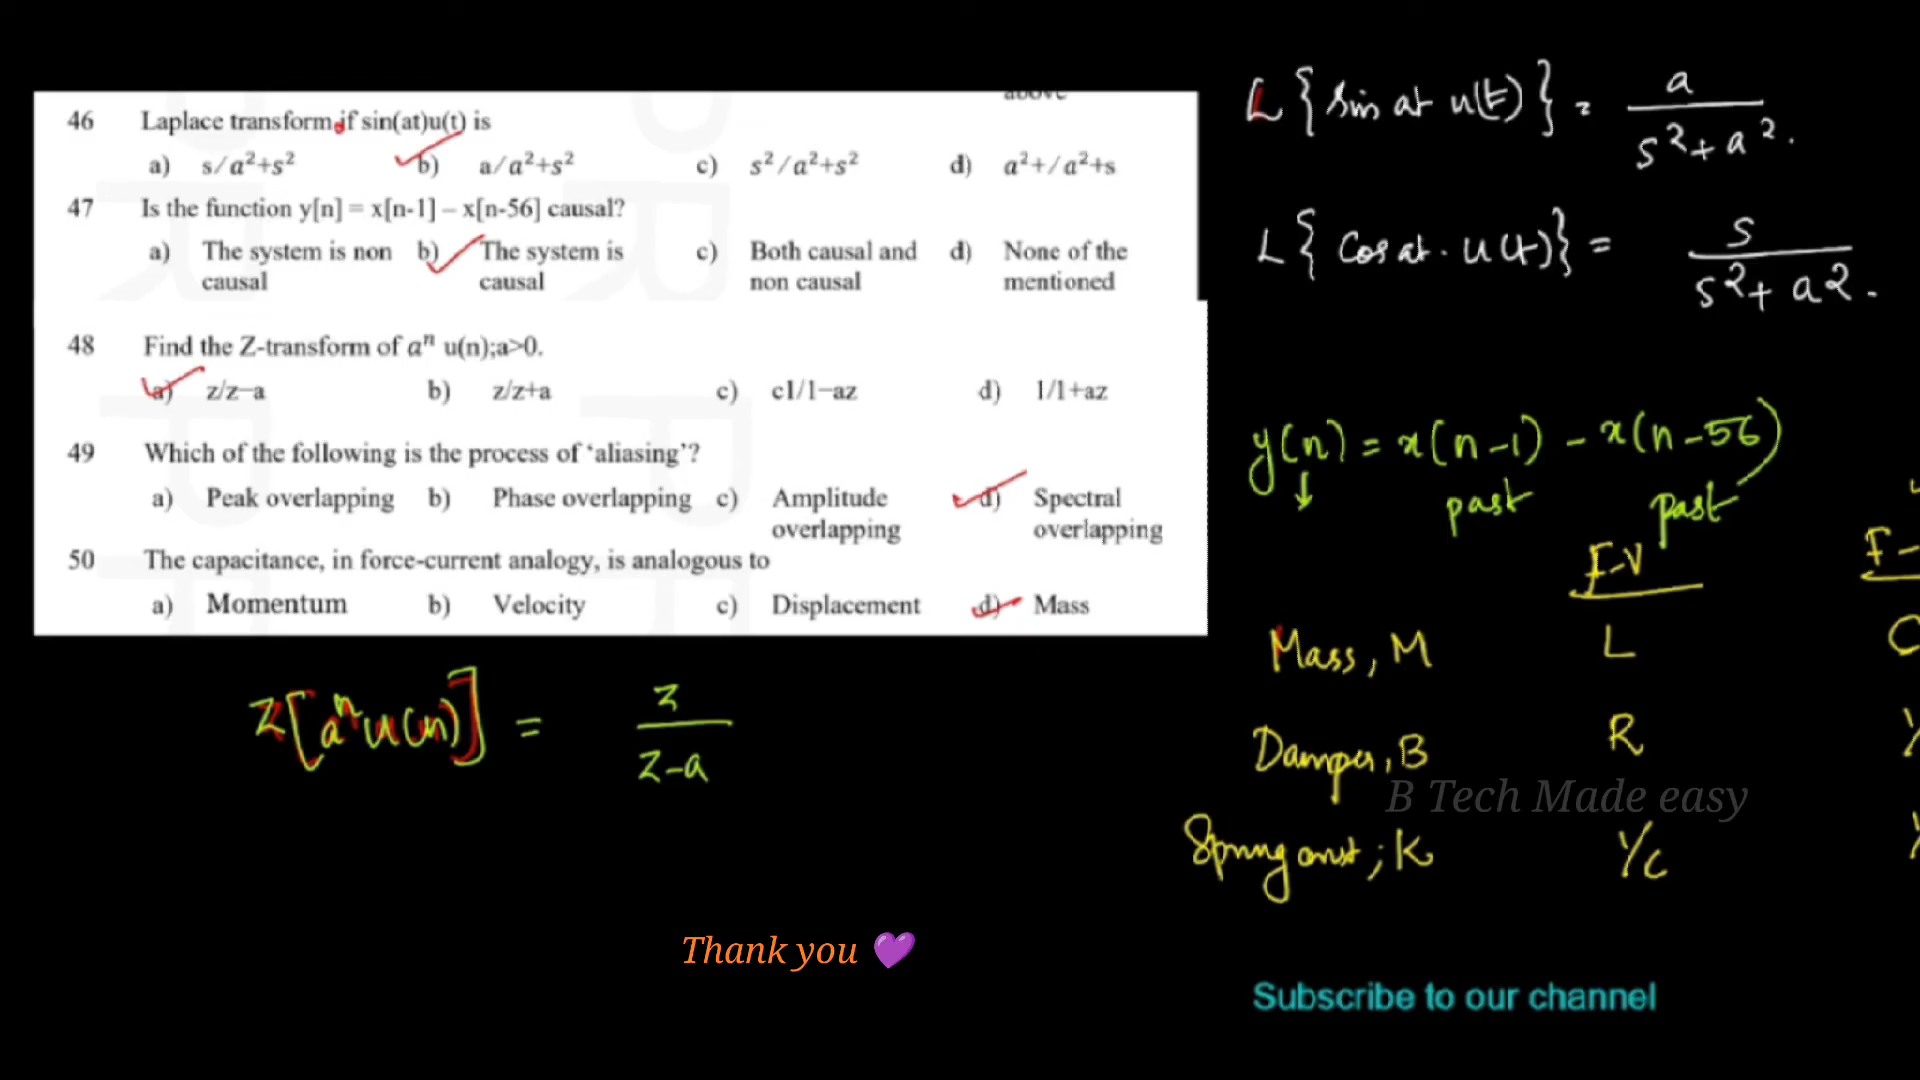 above
46 Laplace transform if sin(at)u(t) is
a) s/a²+s² b) a/a²+s² c) s²/a²+s² d) a²+/a²+s
47 Is the function y[n] = x[n-1] – x[n-56] causal?
a) The system is non causal b) The system is causal c) Both causal and non causal d) None of the mentioned
48 Find the Z-transform of aⁿ u(n);a>0.
a) z/z−a b) z/z+a c) c1/1−az d) 1/1+az
49 Which of the following is the process of ‘aliasing’?
a) Peak overlapping b) Phase overlapping c) Amplitude overlapping d) Spectral overlapping
50 The capacitance, in force-current analogy, is analogous to
a) Momentum b) Velocity c) Displacement d) Mass
Z[aⁿu(n)] = z/z-a
L{sin at u(t)} = a/s²+a².
L{Cos at . u(t)} = s/s²+a².
y(n) = x(n-1) - x(n-56)
↓ past past
F-V F-
Mass, M L C
Damper, B R 1/
Spring const; K 1/C 1/
B Tech Made easy
Thank you 💜
Subscribe to our channel